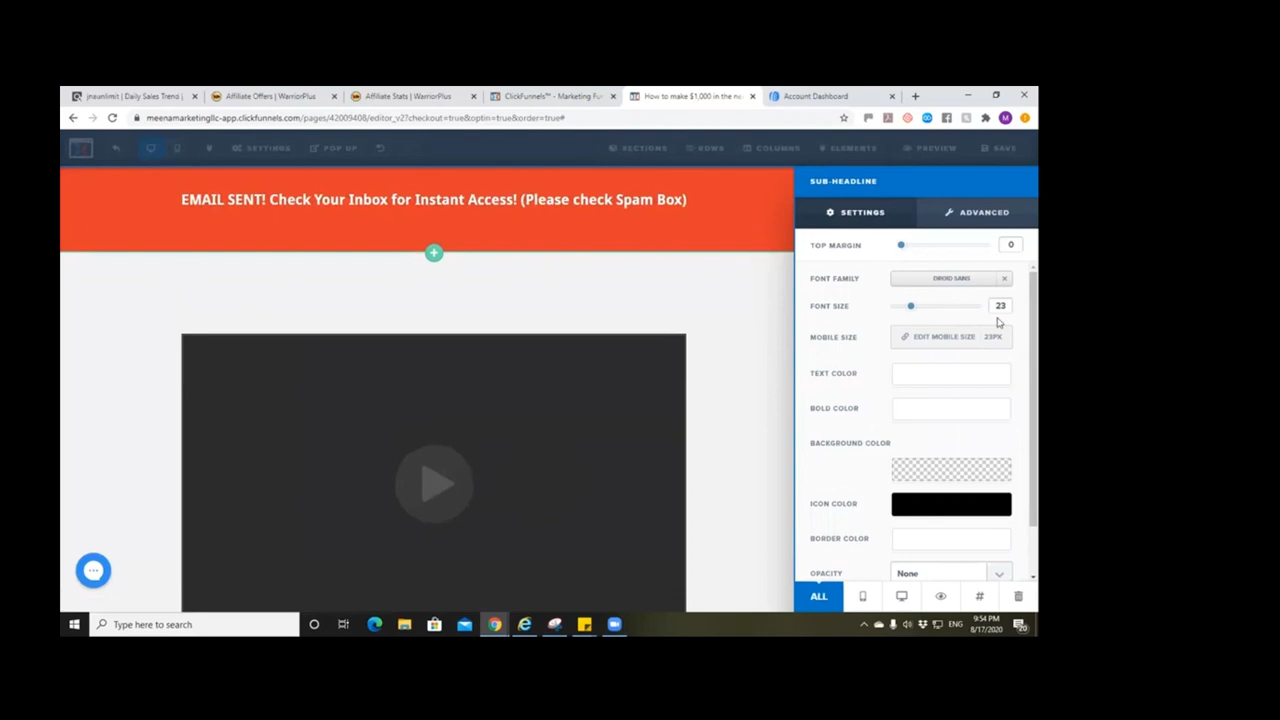 jnsunlimit | Daily Sales Trend |
Affiliate Offers | WarriorPlus
Affiliate Stats | WarriorPlus
ClickFunnels™ - Marketing Fu
How to make $1,000 in the ne
Account Dashboard
meenamarketingllc-app.clickfunnels.com/pages/42009408/editor_v2?checkout=true&optin=true&order=true#
M
SETTINGS
POP UP
SECTIONS
ROWS
COLUMNS
ELEMENTS
PREVIEW
SAVE
EMAIL SENT! Check Your Inbox for Instant Access! (Please check Spam Box)
SUB-HEADLINE
SETTINGS
ADVANCED
TOP MARGIN 0
FONT FAMILY DROID SANS
FONT SIZE 23
MOBILE SIZE EDIT MOBILE SIZE 23PX
TEXT COLOR
BOLD COLOR
BACKGROUND COLOR
ICON COLOR
BORDER COLOR
OPACITY None
ALL
#
Type here to search
ENG
9:54 PM
8/17/2020
20